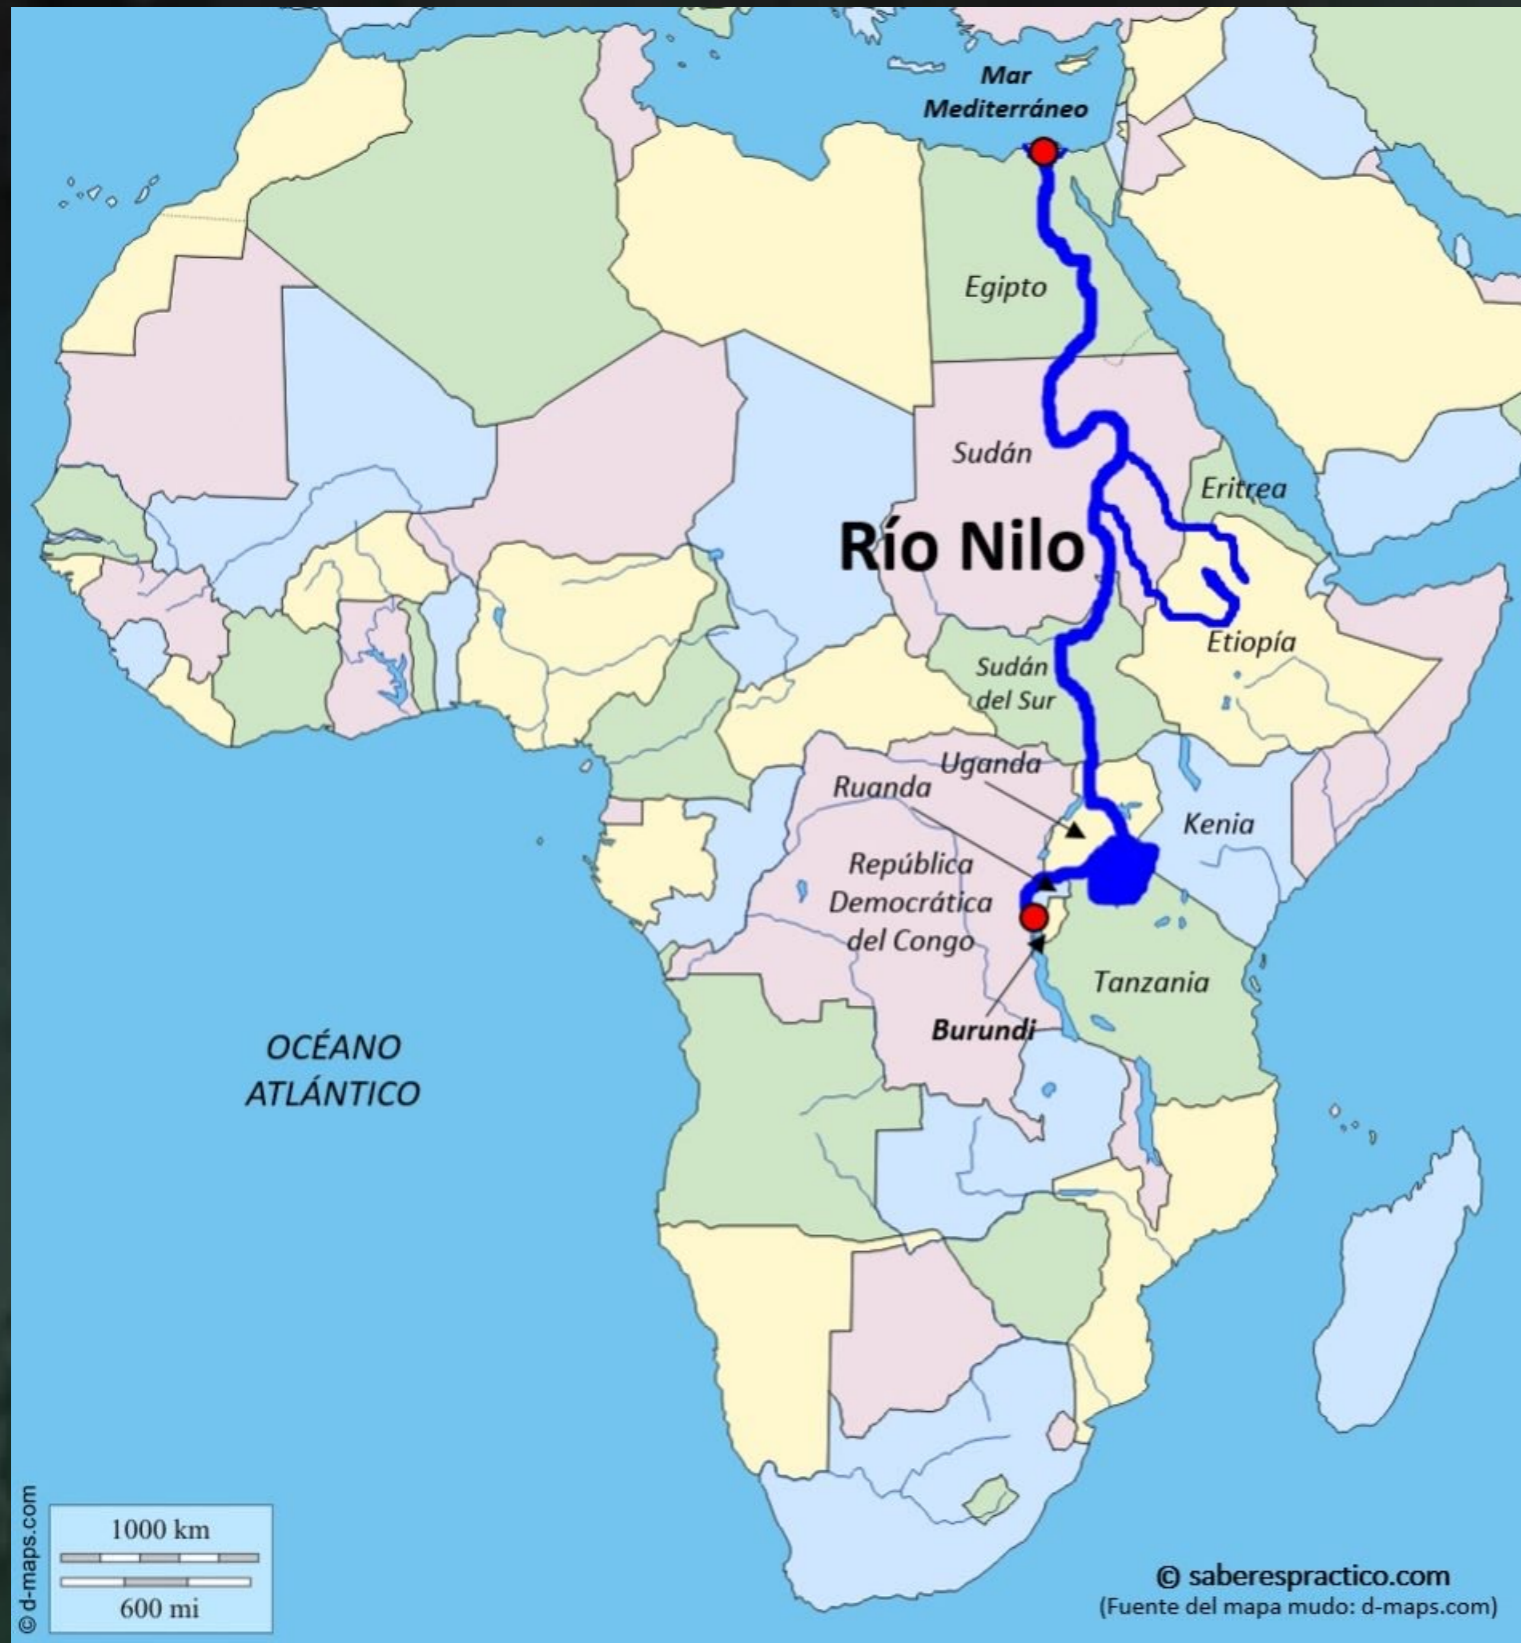 Mar
Mediterráneo
Egipto
Sudán
Eritrea
Río Nilo
Etiopía
Sudán
del Sur
Uganda
Ruanda
Kenia
República
Democrática
del Congo
Tanzania
Burundi
OCÉANO
ATLÁNTICO
© d-maps.com
1000 km
600 mi
© saberespractico.com
(Fuente del mapa mudo: d-maps.com)